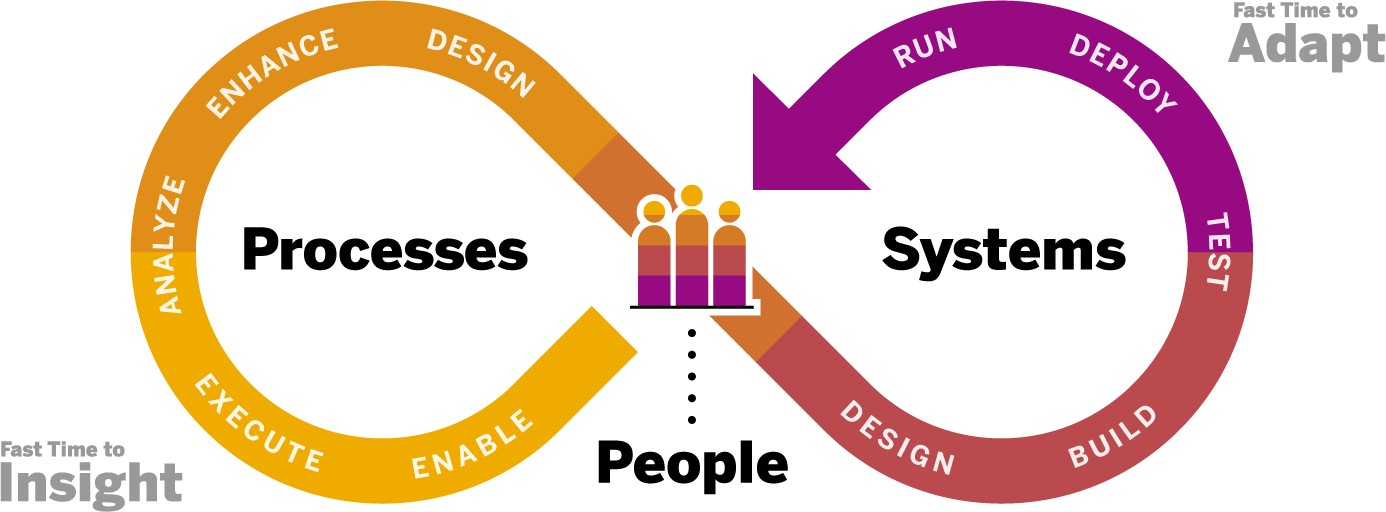 Fast Time to
Adapt
ENHANCE
DESIGN
RUN
DEPLOY
ANALYZE
TEST
Processes
Systems
EXECUTE
ENABLE
DESIGN
BUILD
People
Fast Time to
Insight